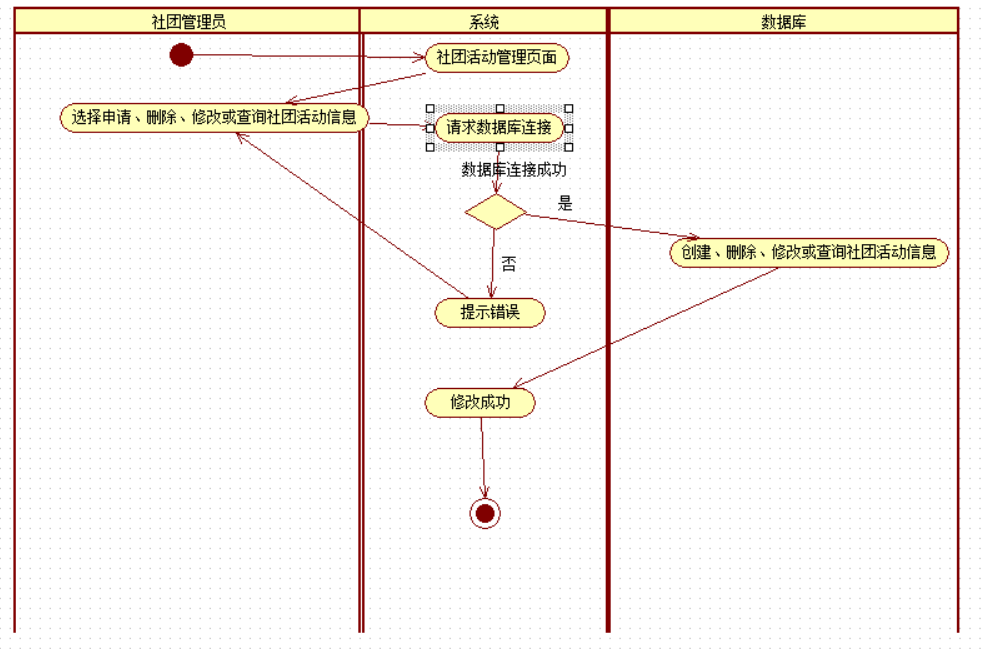 社团管理员
系统
数据库
社团活动管理页面
选择申请、删除、修改或查询社团活动信息
请求数据库连接
数据库连接成功
是
创建、删除、修改或查询社团活动信息
否
提示错误
修改成功